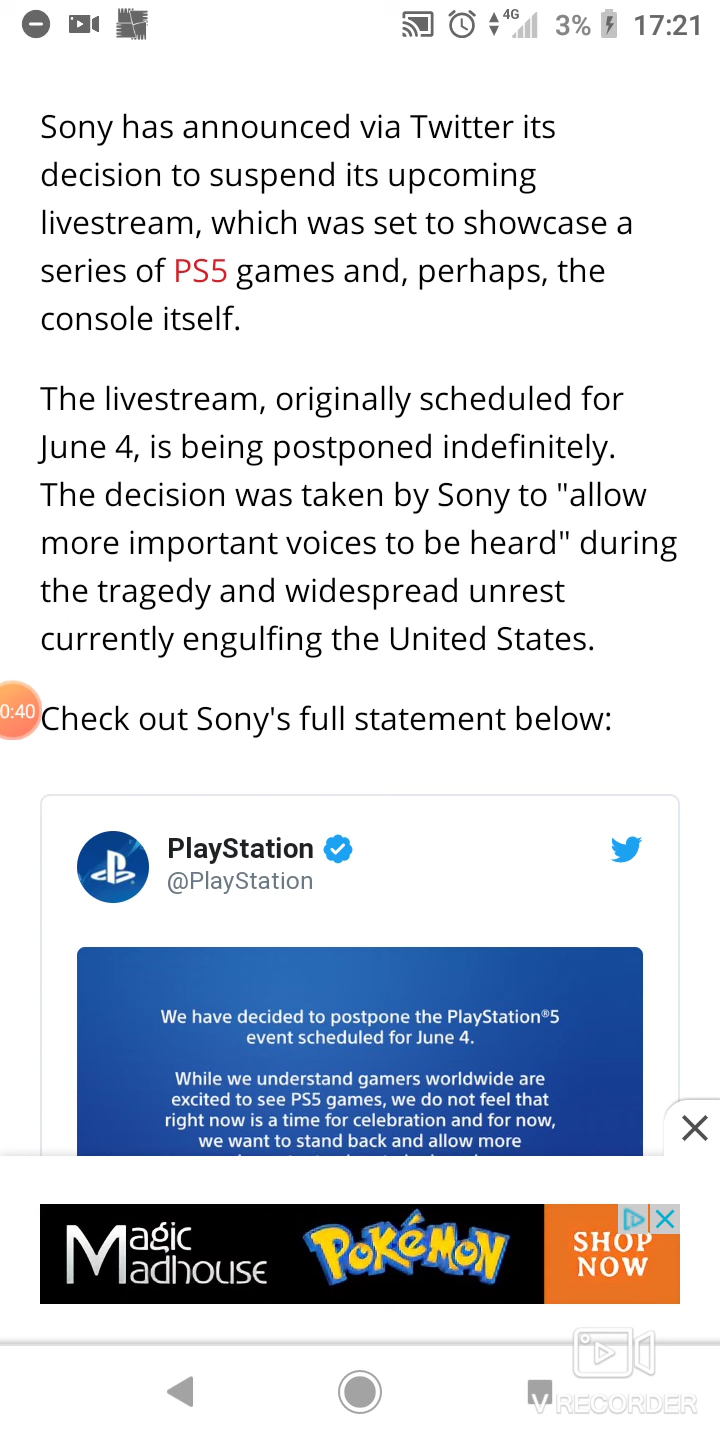 4G 3% 17:21
Sony has announced via Twitter its
decision to suspend its upcoming
livestream, which was set to showcase a
series of PS5 games and, perhaps, the
console itself.
The livestream, originally scheduled for
June 4, is being postponed indefinitely.
The decision was taken by Sony to "allow
more important voices to be heard" during
the tragedy and widespread unrest
currently engulfing the United States.
0:40
Check out Sony's full statement below:
PlayStation
@PlayStation
We have decided to postpone the PlayStation®5
event scheduled for June 4.
While we understand gamers worldwide are
excited to see PS5 games, we do not feel that
right now is a time for celebration and for now,
we want to stand back and allow more
Magic
Madhouse
POKéMON
SHOP
NOW
VRECORDER